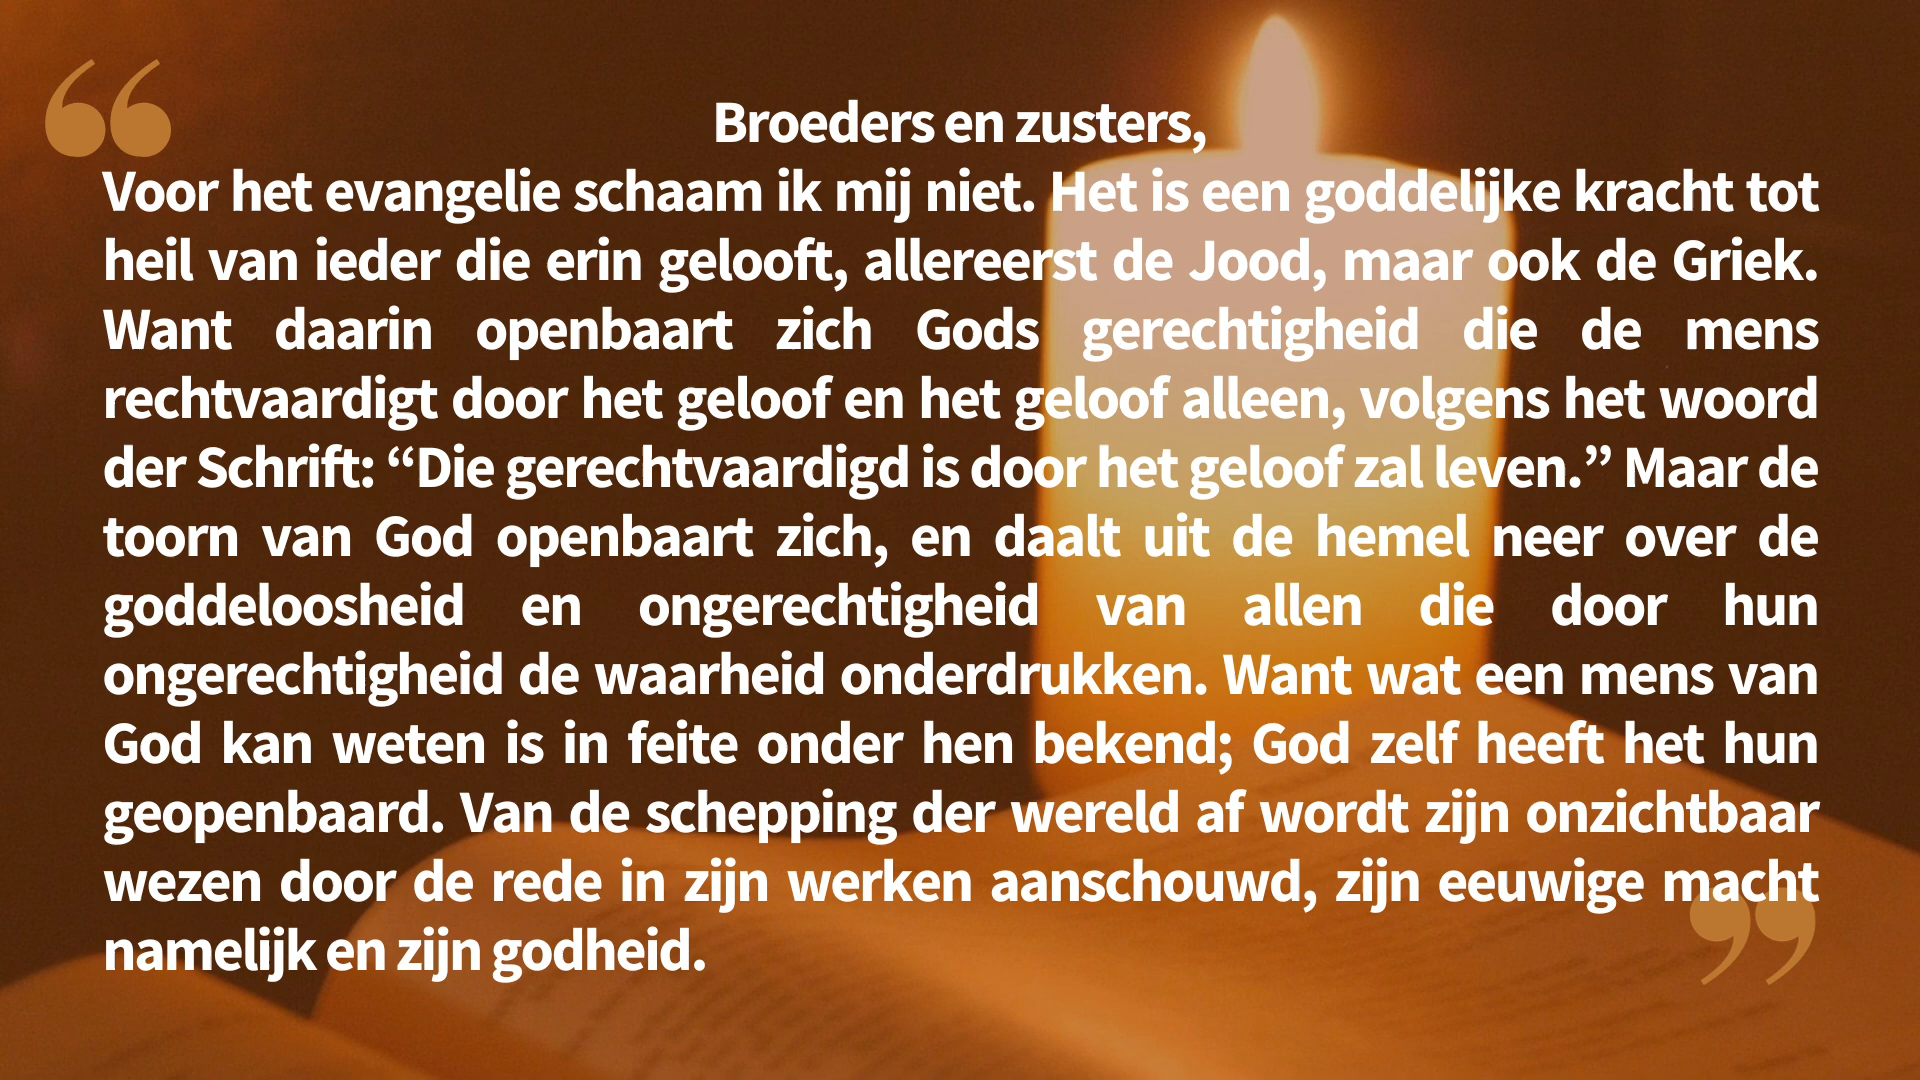 Broeders en zusters,
Voor het evangelie schaam ik mij niet. Het is een goddelijke kracht tot
heil van ieder die erin gelooft, allereerst de Jood, maar ook de Griek.
Want daarin openbaart zich Gods gerechtigheid die de mens
rechtvaardigt door het geloof en het geloof alleen, volgens het woord
der Schrift: “Die gerechtvaardigd is door het geloof zal leven.” Maar de
toorn van God openbaart zich, en daalt uit de hemel neer over de
goddeloosheid en ongerechtigheid van allen die door hun
ongerechtigheid de waarheid onderdrukken. Want wat een mens van
God kan weten is in feite onder hen bekend; God zelf heeft het hun
geopenbaard. Van de schepping der wereld af wordt zijn onzichtbaar
wezen door de rede in zijn werken aanschouwd, zijn eeuwige macht
namelijk en zijn godheid.